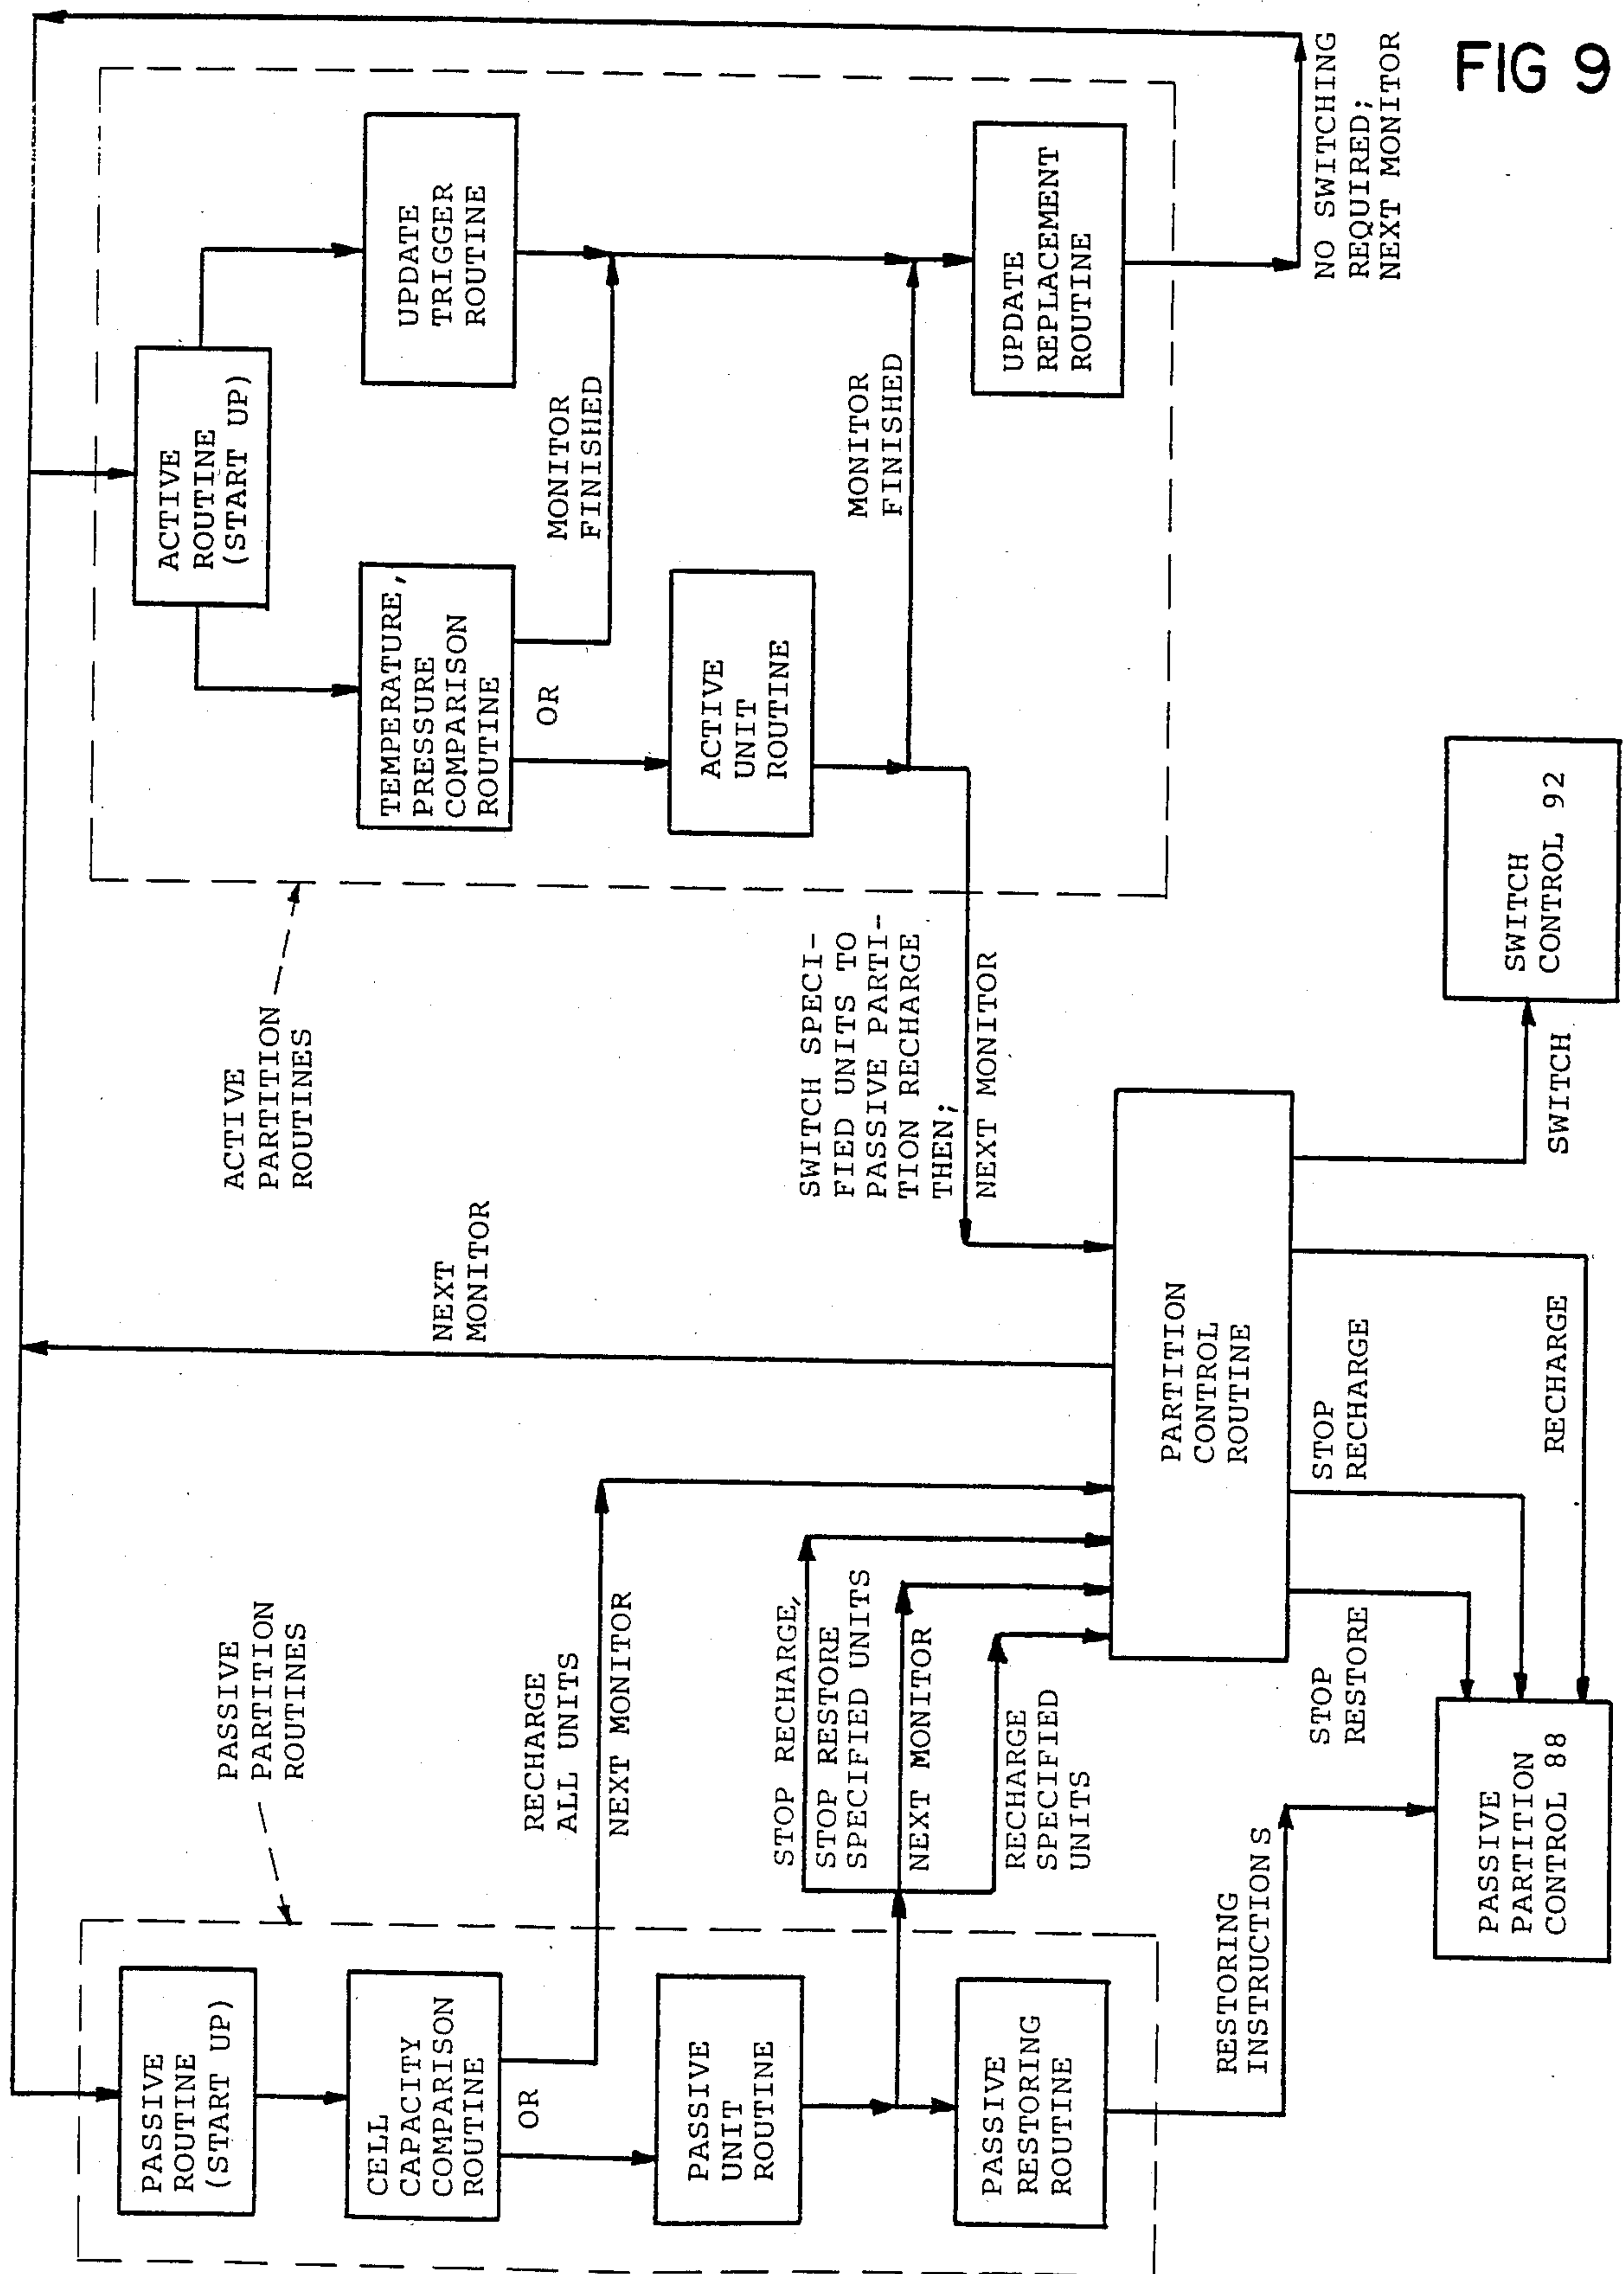 FIG 9
ACTIVE
PARTITION
ROUTINES
ACTIVE
ROUTINE
(START UP)
TEMPERATURE,
PRESSURE
COMPARISON
ROUTINE
OR
UPDATE
TRIGGER
ROUTINE
MONITOR
FINISHED
ACTIVE
UNIT
ROUTINE
MONITOR
FINISHED
UPDATE
REPLACEMENT
ROUTINE
NO SWITCHING
REQUIRED;
NEXT MONITOR
SWITCH SPECI-
FIED UNITS TO
PASSIVE PARTI-
TION RECHARGE
THEN;
NEXT MONITOR
NEXT
MONITOR
PASSIVE
PARTITION
ROUTINES
PASSIVE
ROUTINE
(START UP)
CELL
CAPACITY
COMPARISON
ROUTINE
OR
RECHARGE
ALL UNITS
NEXT MONITOR
PASSIVE
UNIT
ROUTINE
STOP RECHARGE,
STOP RESTORE
SPECIFIED UNITS
NEXT MONITOR
RECHARGE
SPECIFIED
UNITS
PASSIVE
RESTORING
ROUTINE
RESTORING
INSTRUCTIONS
PARTITION
CONTROL
ROUTINE
STOP
RESTORE
STOP
RECHARGE
RECHARGE
SWITCH
PASSIVE
PARTITION
CONTROL 88
SWITCH
CONTROL 92